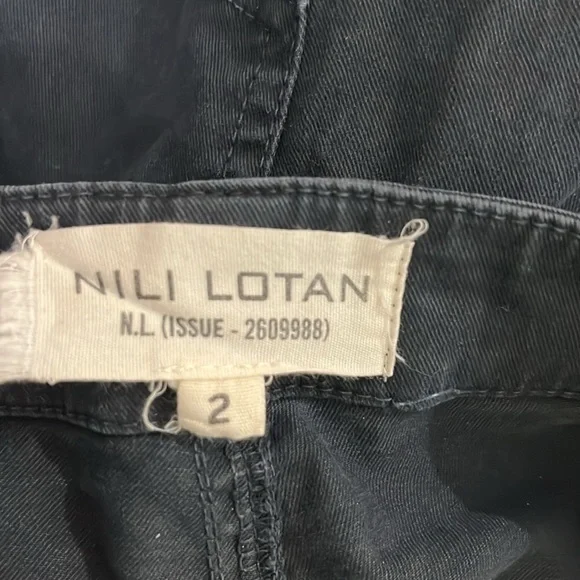 NILI LOTAN
N.L. (ISSUE - 2609988)
2